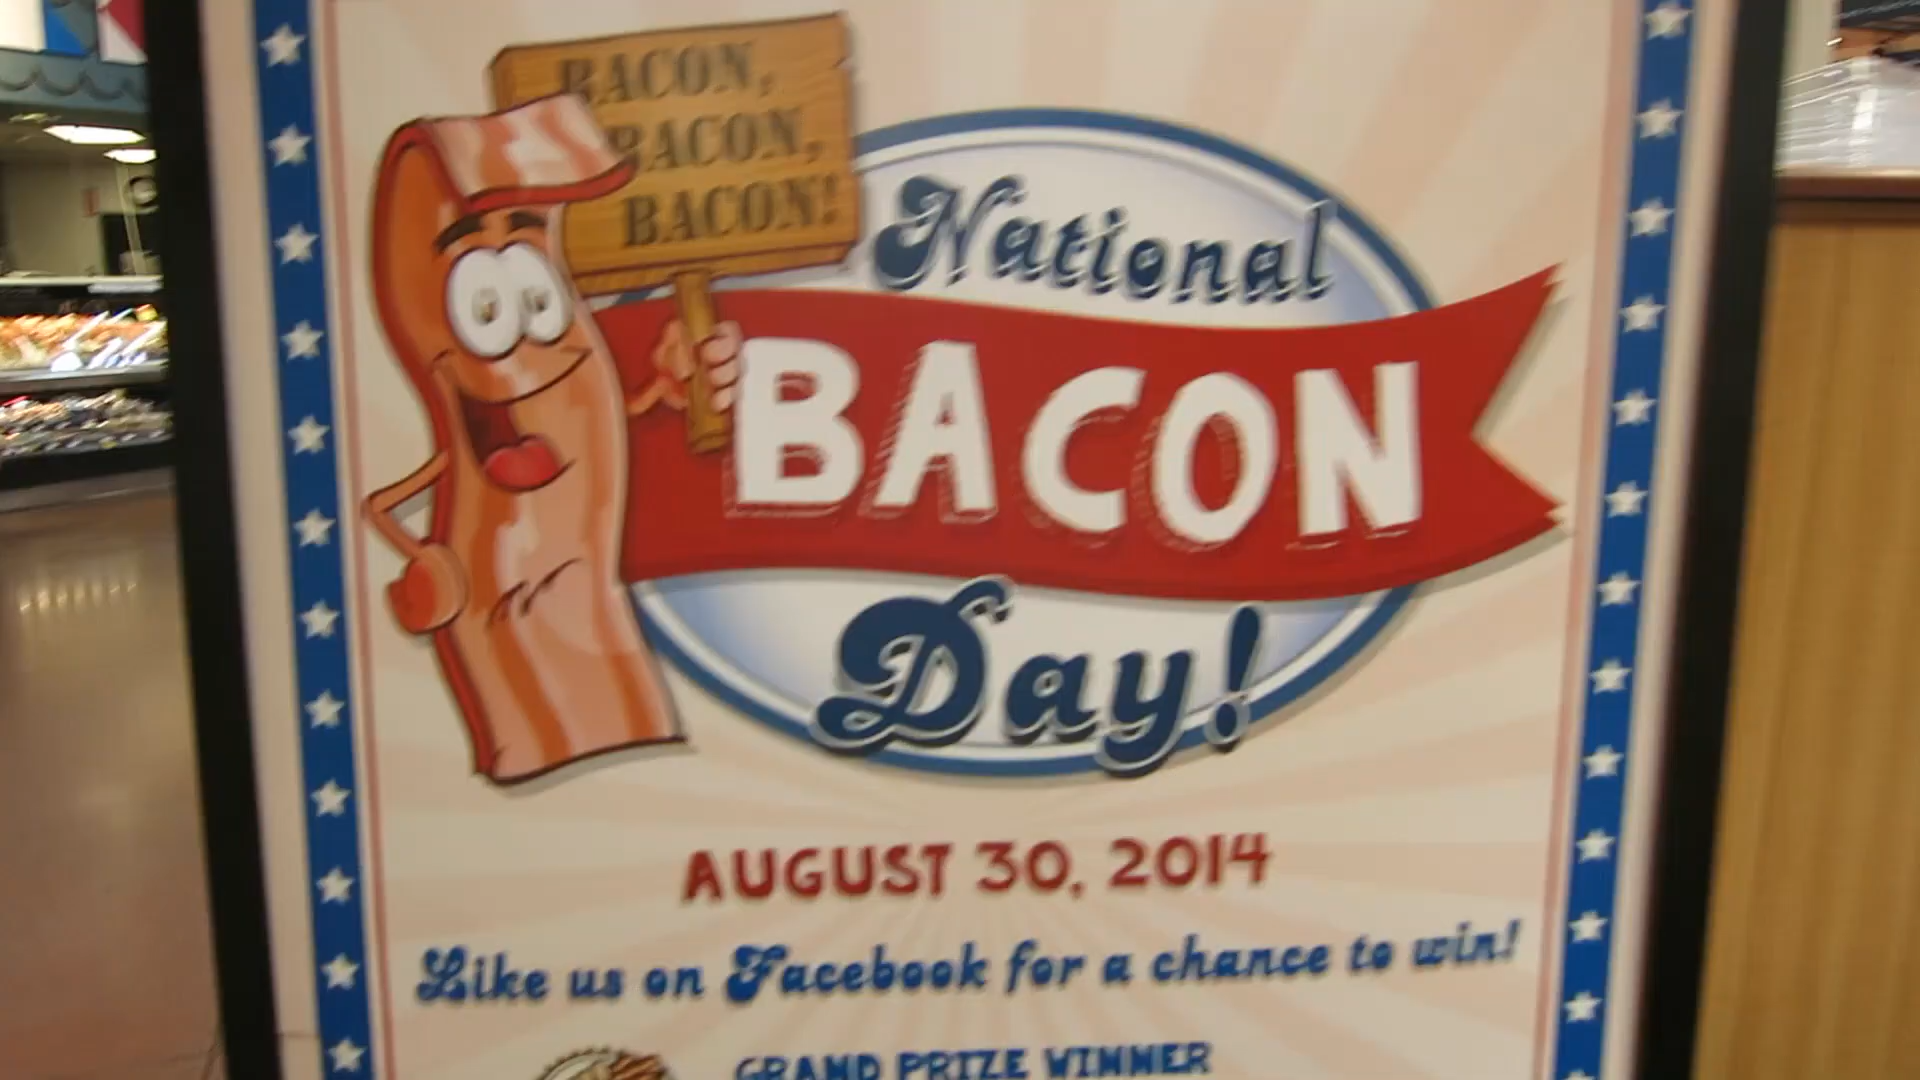 BACON,
BACON,
BACON!
National
BACON
Day!
AUGUST 30, 2014
Like us on Facebook for a chance to win!
GRAND PRIZE WINNER